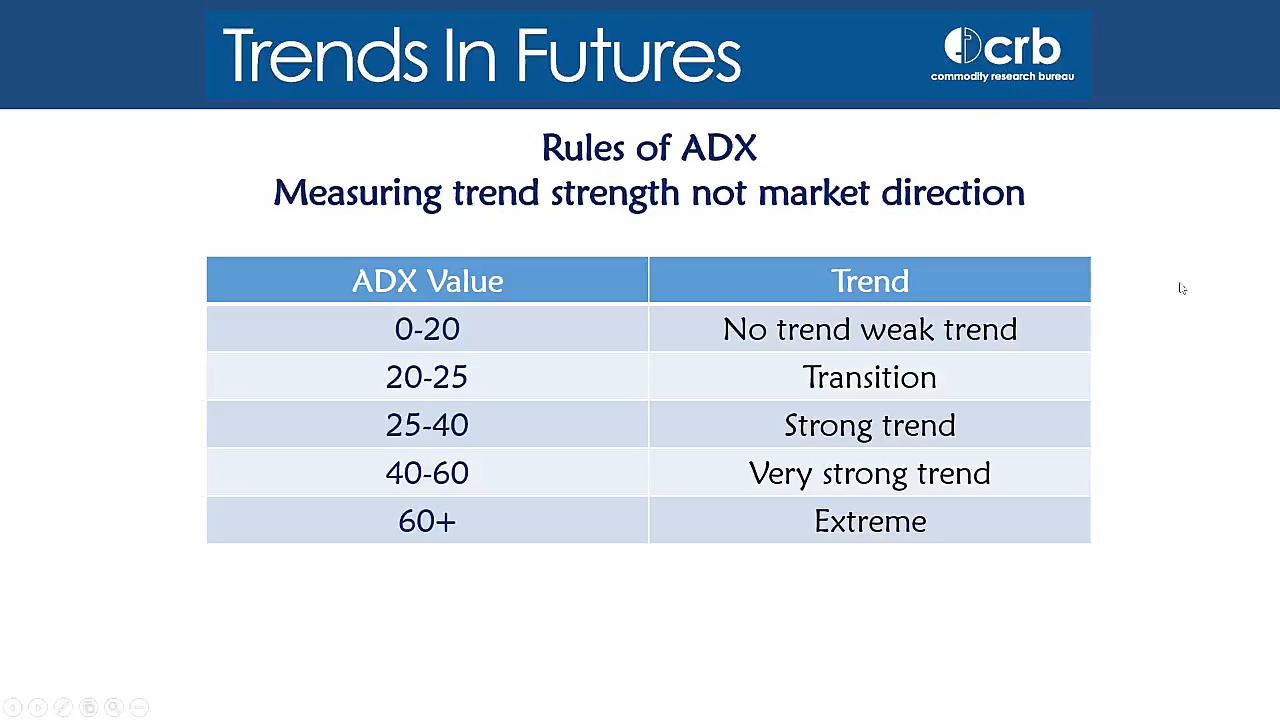 Trends In Futures
crb
commodity research bureau
Rules of ADX
Measuring trend strength not market direction
ADX Value Trend
0-20 No trend weak trend
20-25 Transition
25-40 Strong trend
40-60 Very strong trend
60+ Extreme